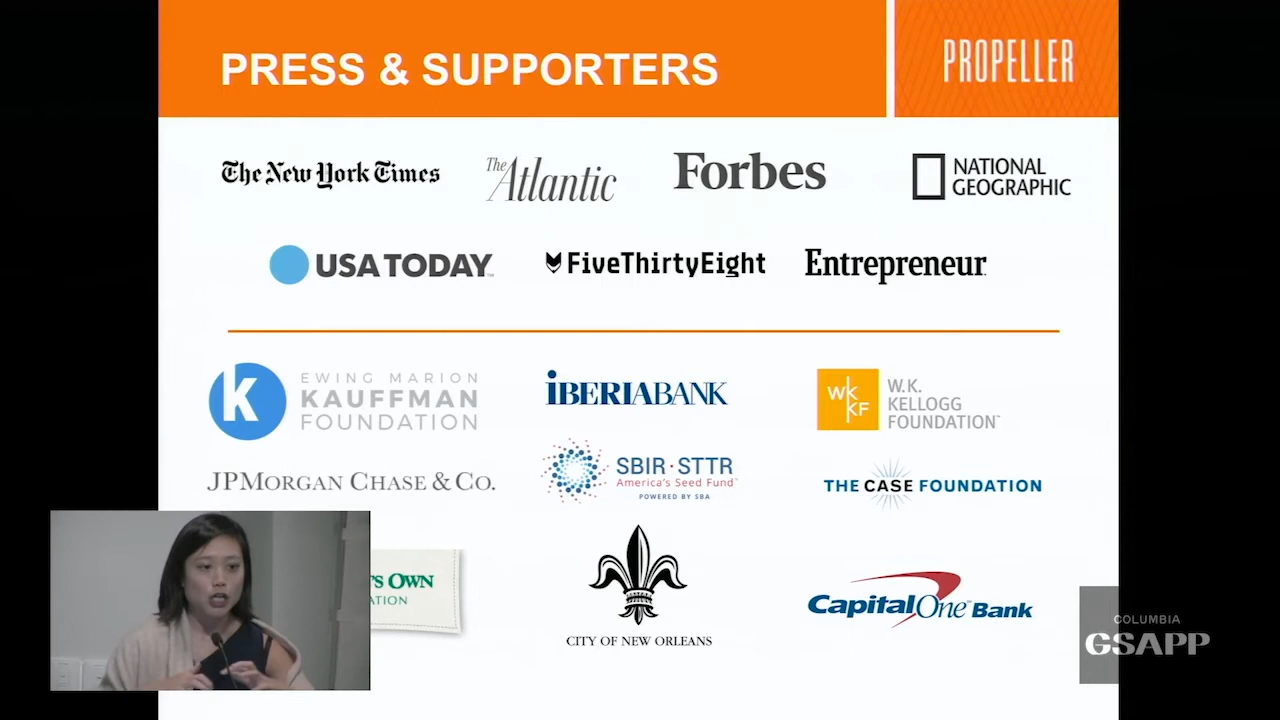 PRESS & SUPPORTERS
PROPELLER
The New York Times
The Atlantic
Forbes
NATIONAL
GEOGRAPHIC
USA TODAY
FiveThirtyEight
Entrepreneur
EWING MARION
KAUFFMAN
FOUNDATION
IBERIABANK
WK
KF
W.K.
KELLOGG
FOUNDATION
JPMORGAN CHASE & CO.
SBIR·STTR
America's Seed Fund
POWERED BY SBA
THE CASE FOUNDATION
'S OWN
ATION
CITY OF NEW ORLEANS
Capital One Bank
COLUMBIA
GSAPP